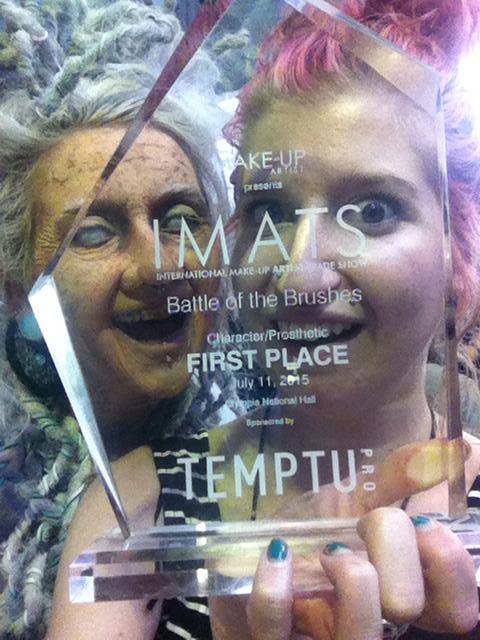 MAKE-UP
ARTIST
presents
IMATS
INTERNATIONAL MAKE-UP ARTIST TRADE SHOW
Battle of the Brushes
Character/Prosthetic
FIRST PLACE
July 11, 2015
Olympia National Hall
Sponsored by
TEMPTU PRO